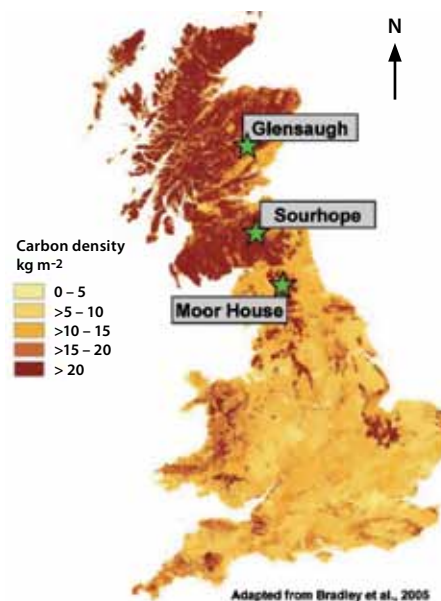 N
Glensaugh
Sourhope
Carbon density
kg m-2
0 – 5
>5 – 10
>10 – 15
>15 – 20
> 20
Moor House
Adapted from Bradley et al., 2005